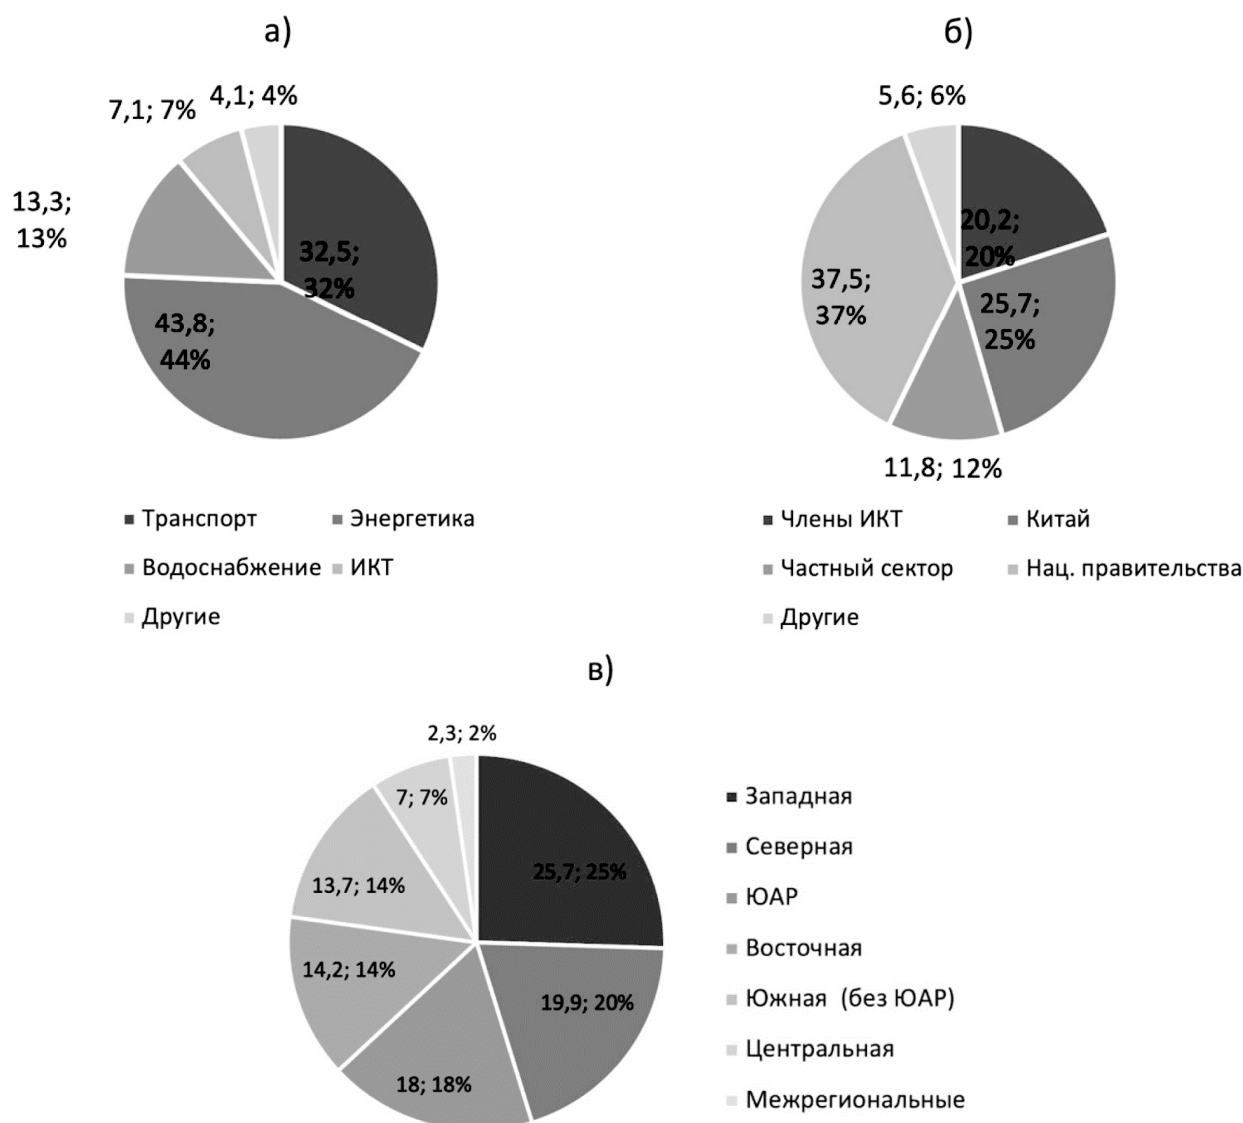 а)
7,1; 7%
4,1; 4%
13,3;
13%
32,5;
32%
43,8;
44%
Транспорт
Энергетика
Водоснабжение
ИКТ
Другие
б)
5,6; 6%
20,2;
20%
37,5;
37%
25,7;
25%
11,8; 12%
Члены ИКТ
Китай
Частный сектор
Нац. правительства
Другие
в)
2,3; 2%
7; 7%
25,7; 25%
13,7; 14%
14,2; 14%
19,9; 20%
18; 18%
Западная
Северная
ЮАР
Восточная
Южная (без ЮАР)
Центральная
Межрегиональные